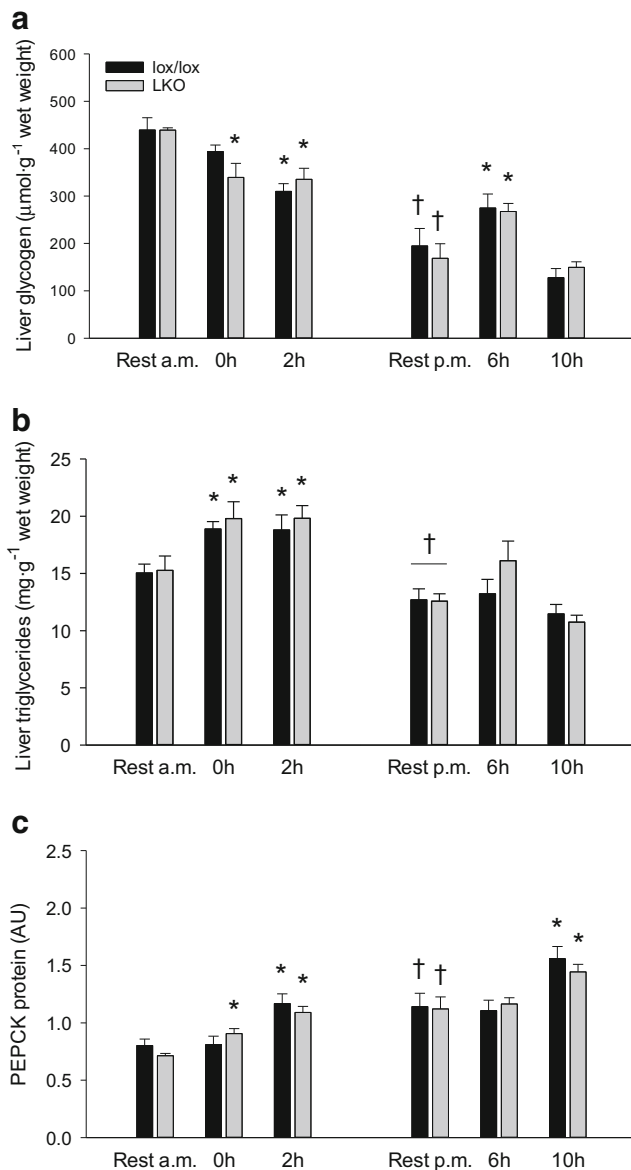 a
Liver glycogen (μmol·g⁻¹ wet weight)
600
500
400
300
200
100
0
lox/lox
LKO
*
* *
† †
* *
Rest a.m. 0h 2h Rest p.m. 6h 10h
b
Liver triglycerides (mg·g⁻¹ wet weight)
25
20
15
10
5
0
* *
* *
†
Rest a.m. 0h 2h Rest p.m. 6h 10h
c
PEPCK protein (AU)
2.5
2.0
1.5
1.0
0.5
0.0
*
* *
† †
* *
Rest a.m. 0h 2h Rest p.m. 6h 10h